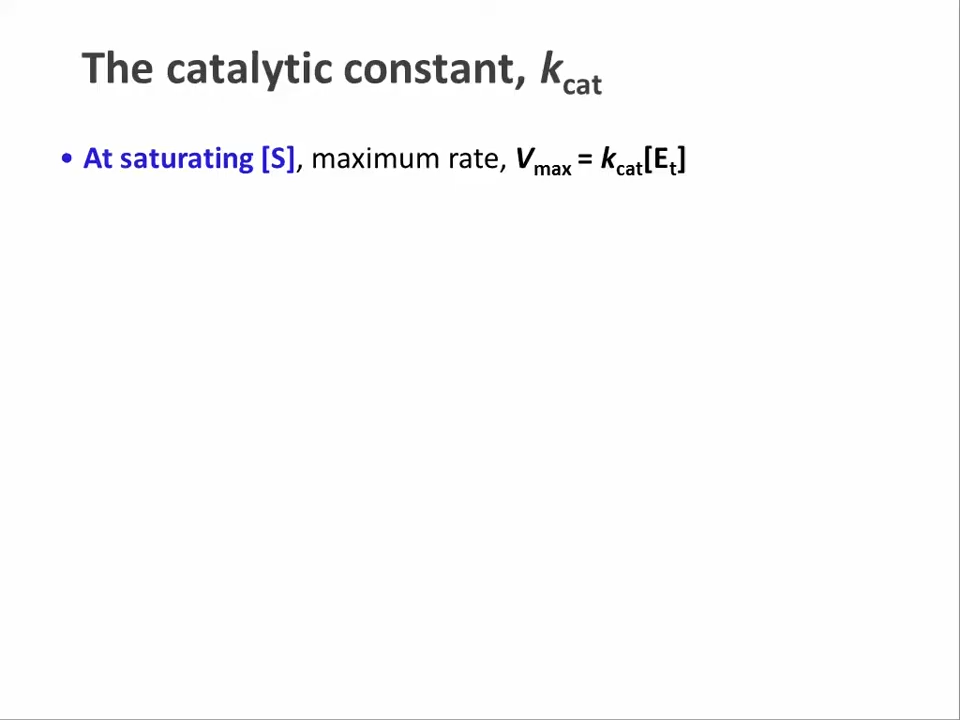 The catalytic constant, kcat
• At saturating [S], maximum rate, Vmax = kcat[Et]